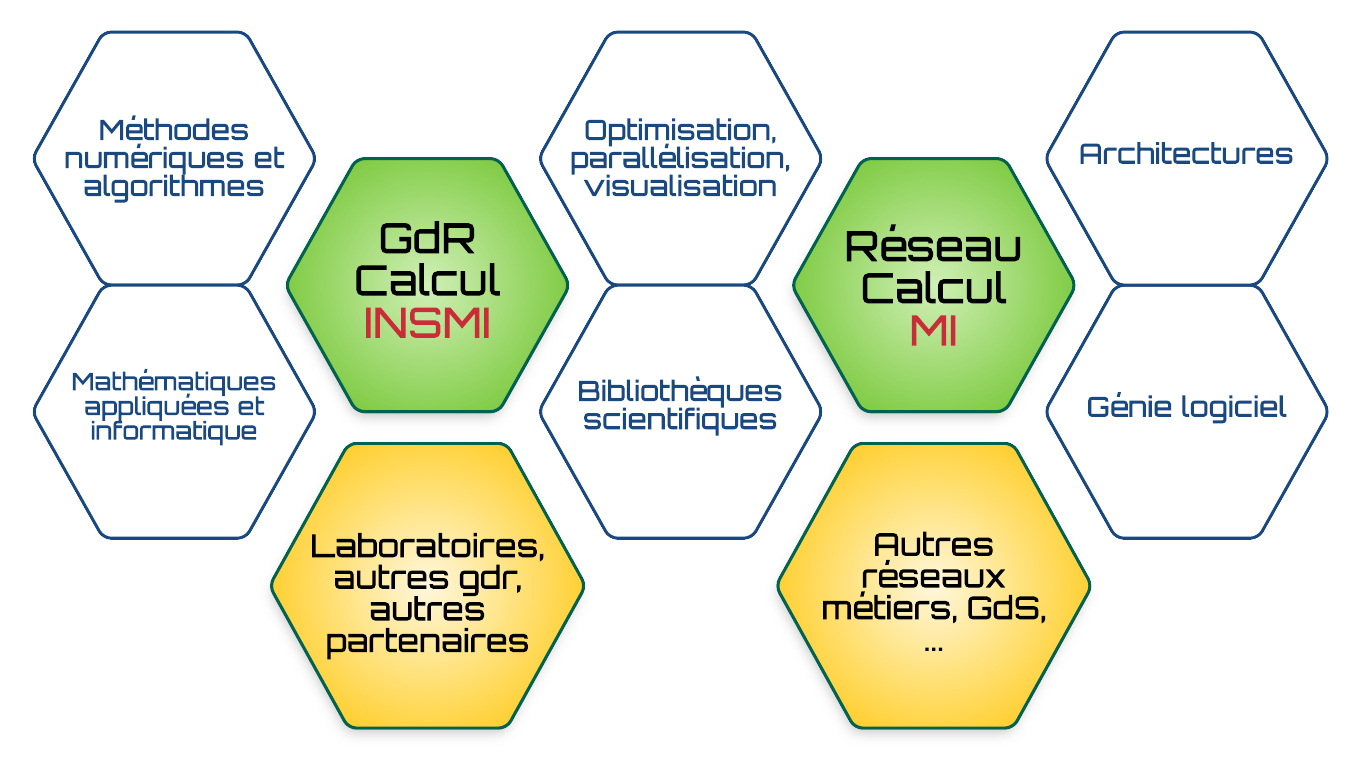 Méthodes
numériques et
algorithmes
Optimisation,
parallélisation,
visualisation
Architectures
GdR
Calcul
INSMI
Réseau
Calcul
MI
Mathématiques
appliquées et
informatique
Bibliothèques
scientifiques
Génie logiciel
Laboratoires,
autres gdr,
autres
partenaires
Autres
réseaux
métiers, GdS,
...